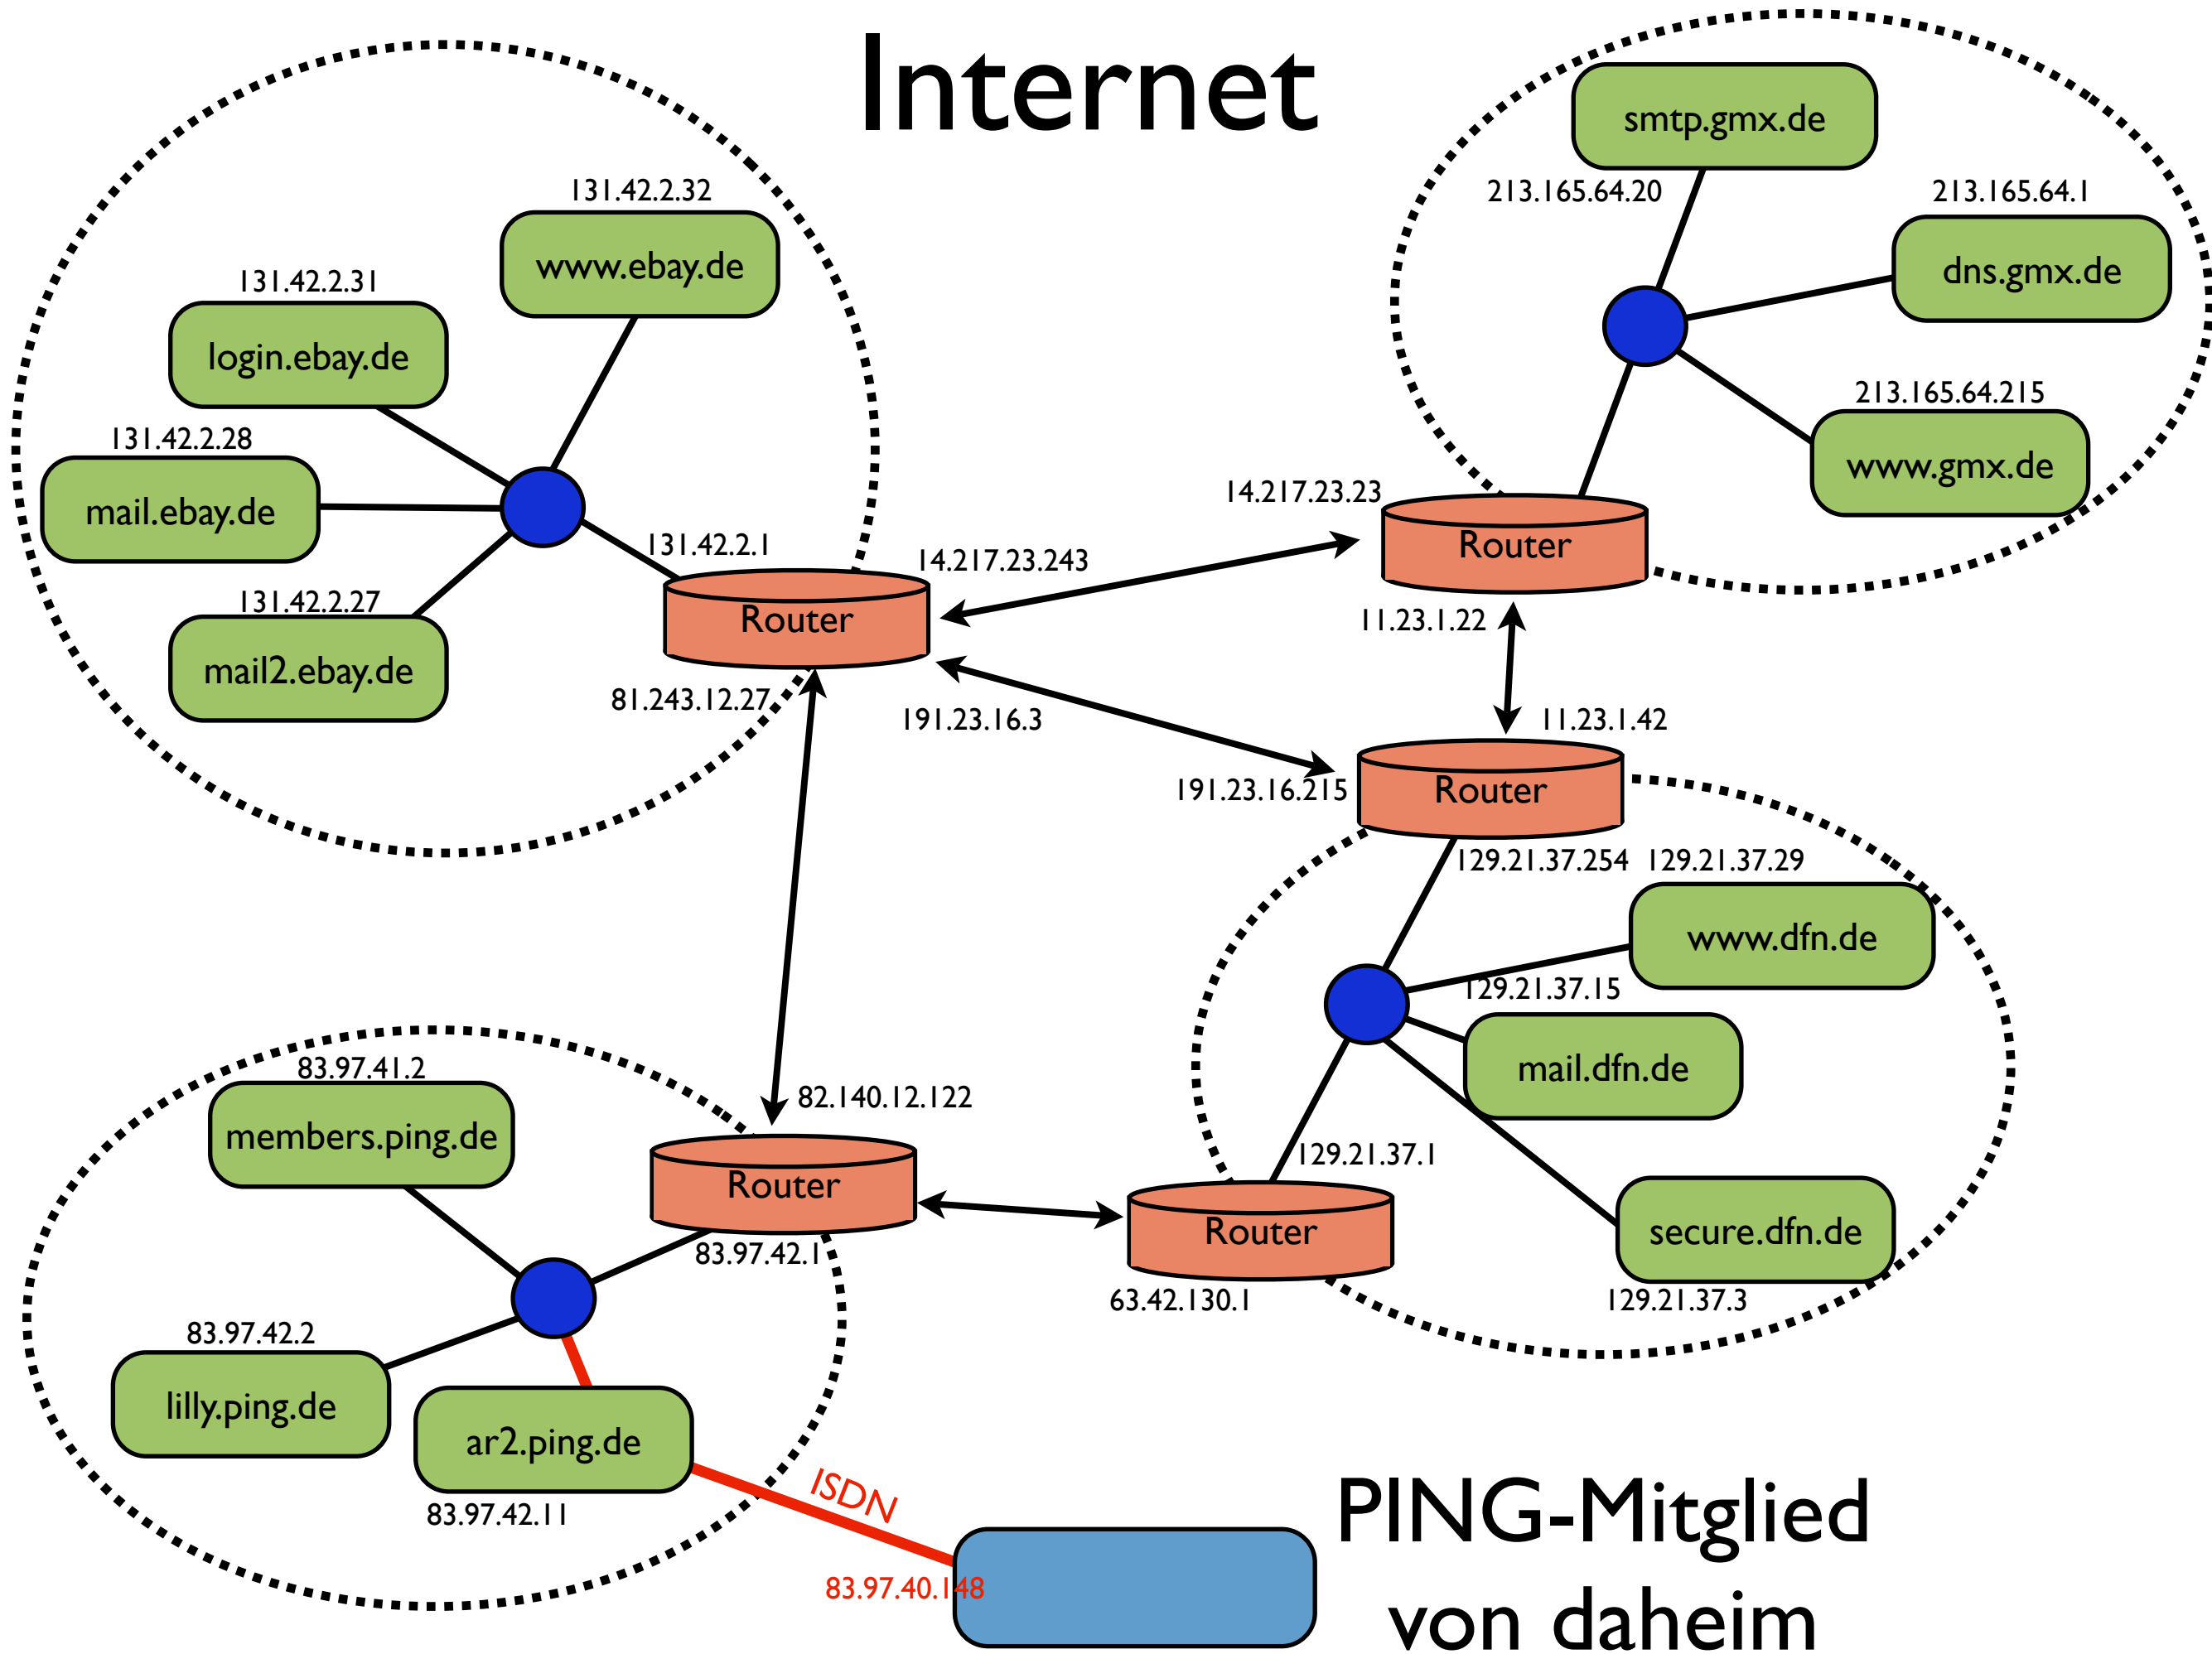 Internet
smtp.gmx.de
213.165.64.20
213.165.64.1
dns.gmx.de
213.165.64.215
www.gmx.de
131.42.2.32
www.ebay.de
131.42.2.31
login.ebay.de
131.42.2.28
mail.ebay.de
131.42.2.27
mail2.ebay.de
131.42.2.1
Router
14.217.23.243
14.217.23.23
Router
81.243.12.27
191.23.16.3
11.23.1.22
11.23.1.42
191.23.16.215
Router
129.21.37.254
129.21.37.29
www.dfn.de
129.21.37.15
mail.dfn.de
129.21.37.1
secure.dfn.de
129.21.37.3
Router
63.42.130.1
83.97.41.2
members.ping.de
82.140.12.122
Router
83.97.42.1
83.97.42.2
lilly.ping.de
ar2.ping.de
83.97.42.11
ISDN
83.97.40.148
PING-Mitglied
von daheim